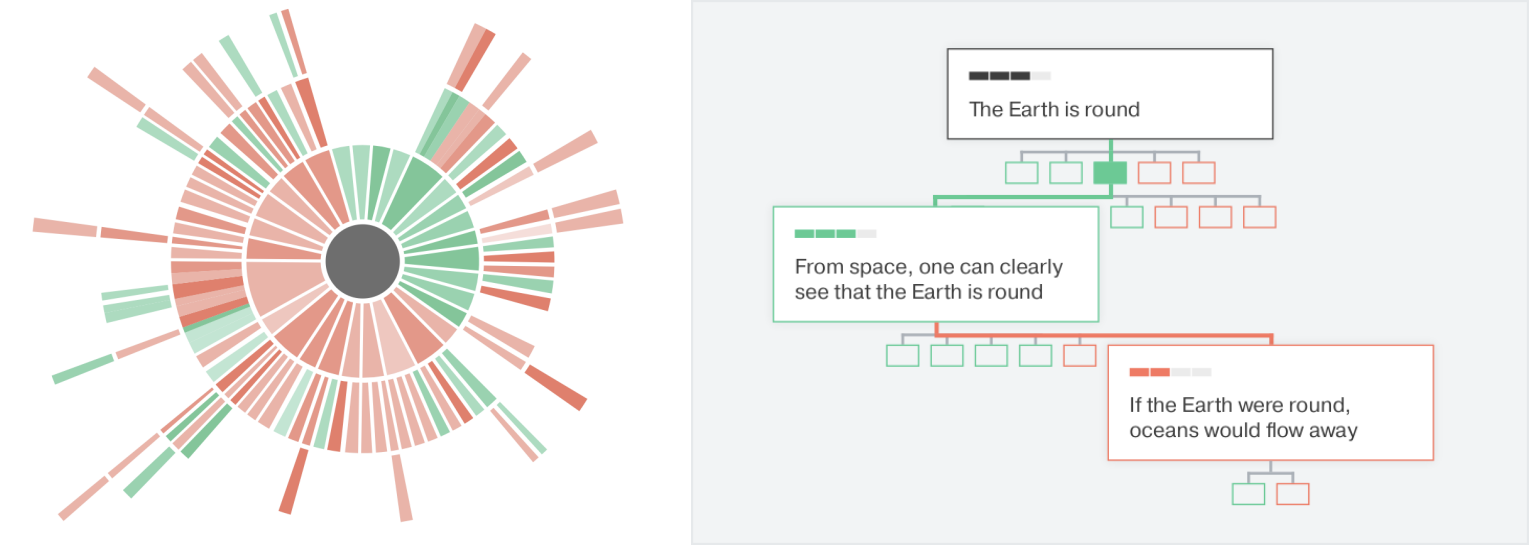 The Earth is round
From space, one can clearly
see that the Earth is round
If the Earth were round,
oceans would flow away